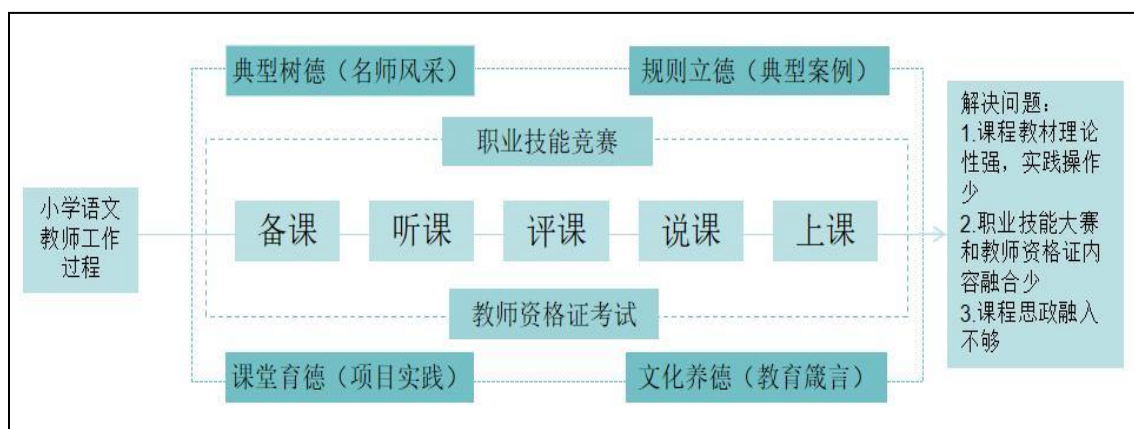 典型树德（名师风采）
规则立德（典型案例）
职业技能竞赛
小学语文
教师工作
过程
备课
听课
评课
说课
上课
教师资格证考试
课堂育德（项目实践）
文化养德（教育箴言）
解决问题：
1.课程教材理论
性强，实践操作
少
2.职业技能大赛
和教师资格证内
容融合少
3.课程思政融入
不够